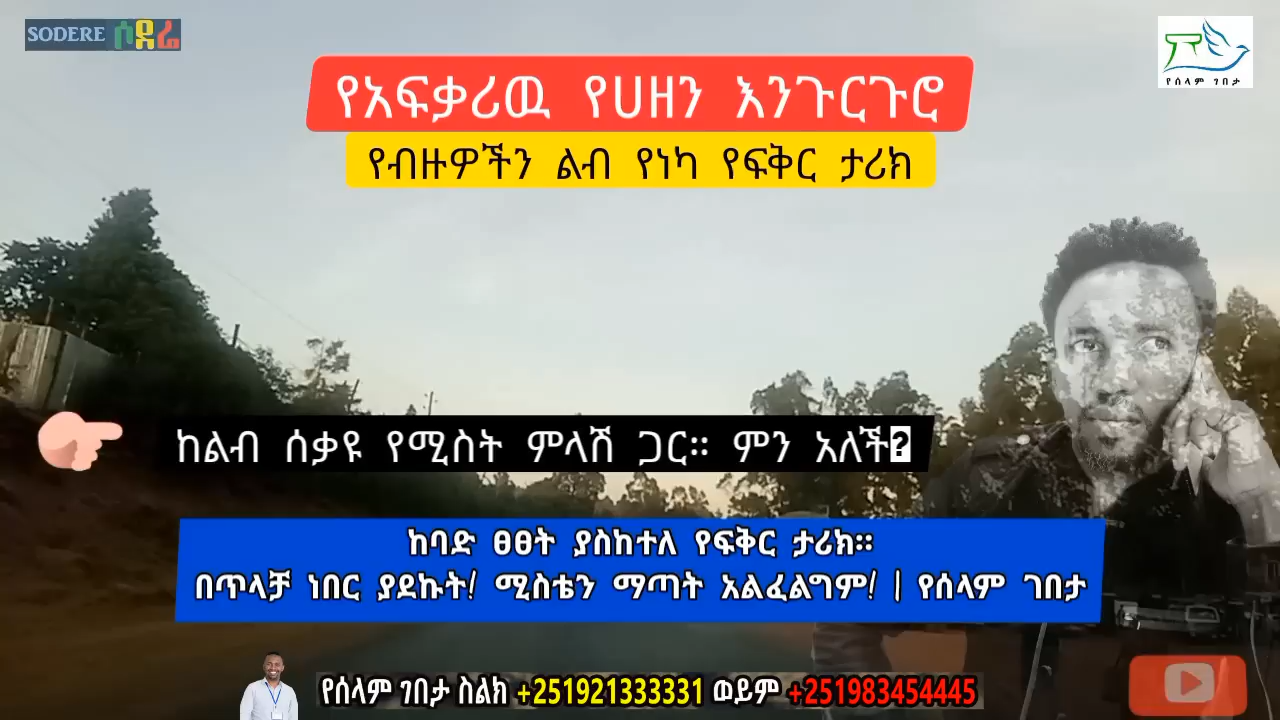 SODERE ሶደሬ
የሰላም ገበታ
የአፍቃሪዉ የሀዘን እንጉርጉሮ
የብዙዎችን ልብ የነካ የፍቅር ታሪክ
ከልብ ሰቃዩ የሚስት ምላሽ ጋር። ምን አለች?
ከባድ ፀፀት ያስከተለ የፍቅር ታሪክ።
በጥላቻ ነበር ያደኩት! ሚስቴን ማጣት አልፈልግም! | የሰላም ገበታ
የሰላም ገበታ ስልክ +251921333331 ወይም +251983454445